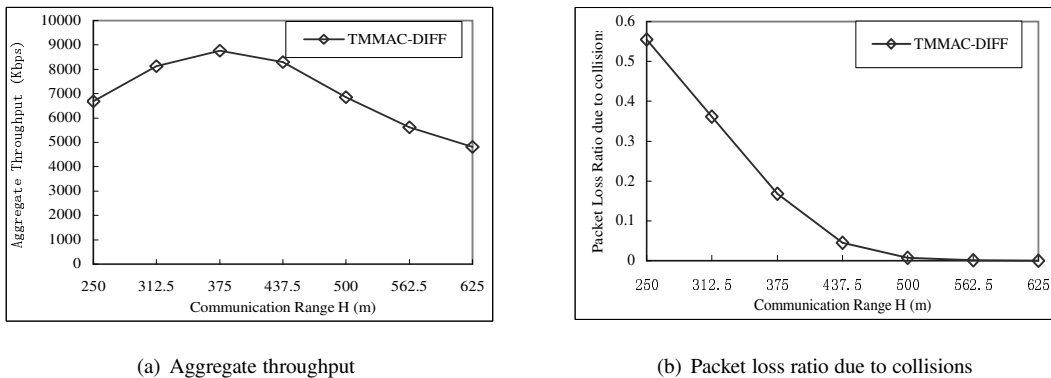 10000
9000
8000
7000
6000
5000
4000
3000
2000
1000
0
Aggregate Throughput (Kbps)
TMMAC-DIFF
250 312.5 375 437.5 500 562.5 625
Communication Range H (m)
(a) Aggregate throughput
0.6
0.5
0.4
0.3
0.2
0.1
0
Packet Loss Ratio due to collision:
TMMAC-DIFF
250 312.5 375 437.5 500 562.5 625
Communication Range H (m)
(b) Packet loss ratio due to collisions